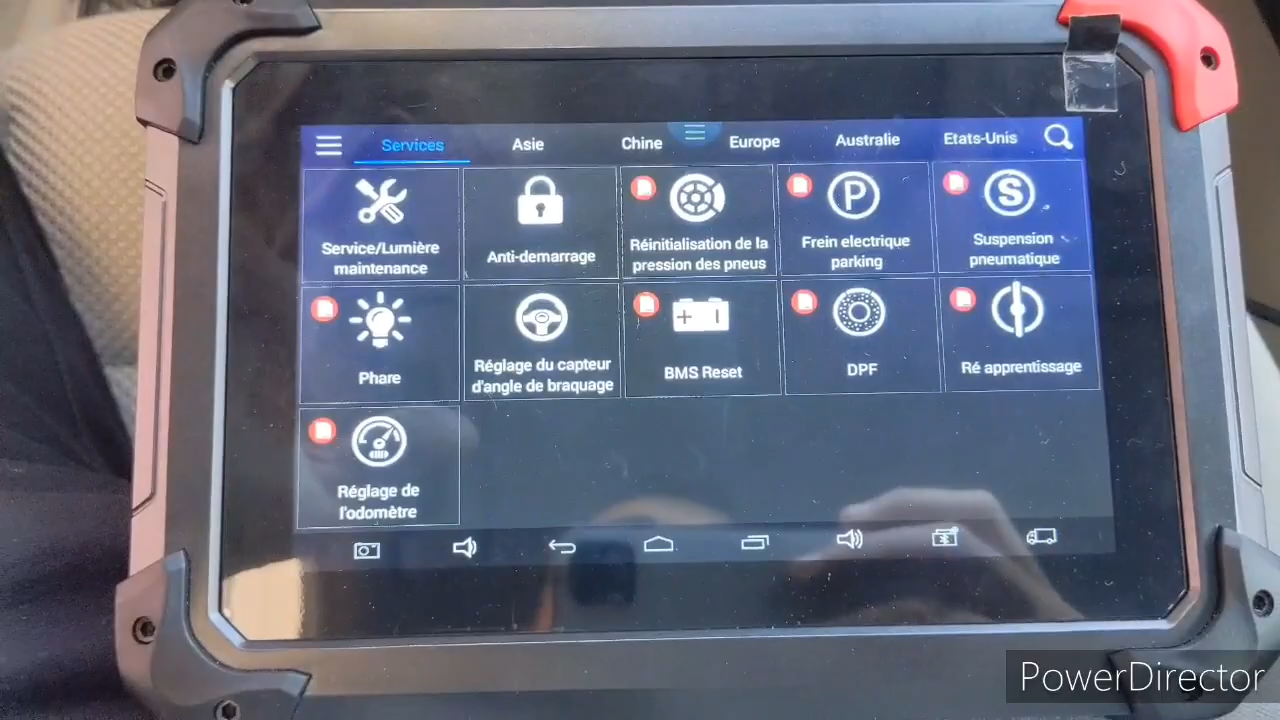 Services
Asie
Chine
Europe
Australie
Etats-Unis
Service/Lumière
maintenance
Anti-demarrage
Réinitialisation de la
pression des pneus
P
Frein electrique
parking
S
Suspension
pneumatique
Phare
Réglage du capteur
d'angle de braquage
BMS Reset
DPF
Ré apprentissage
Réglage de
l'odomètre
PowerDirector